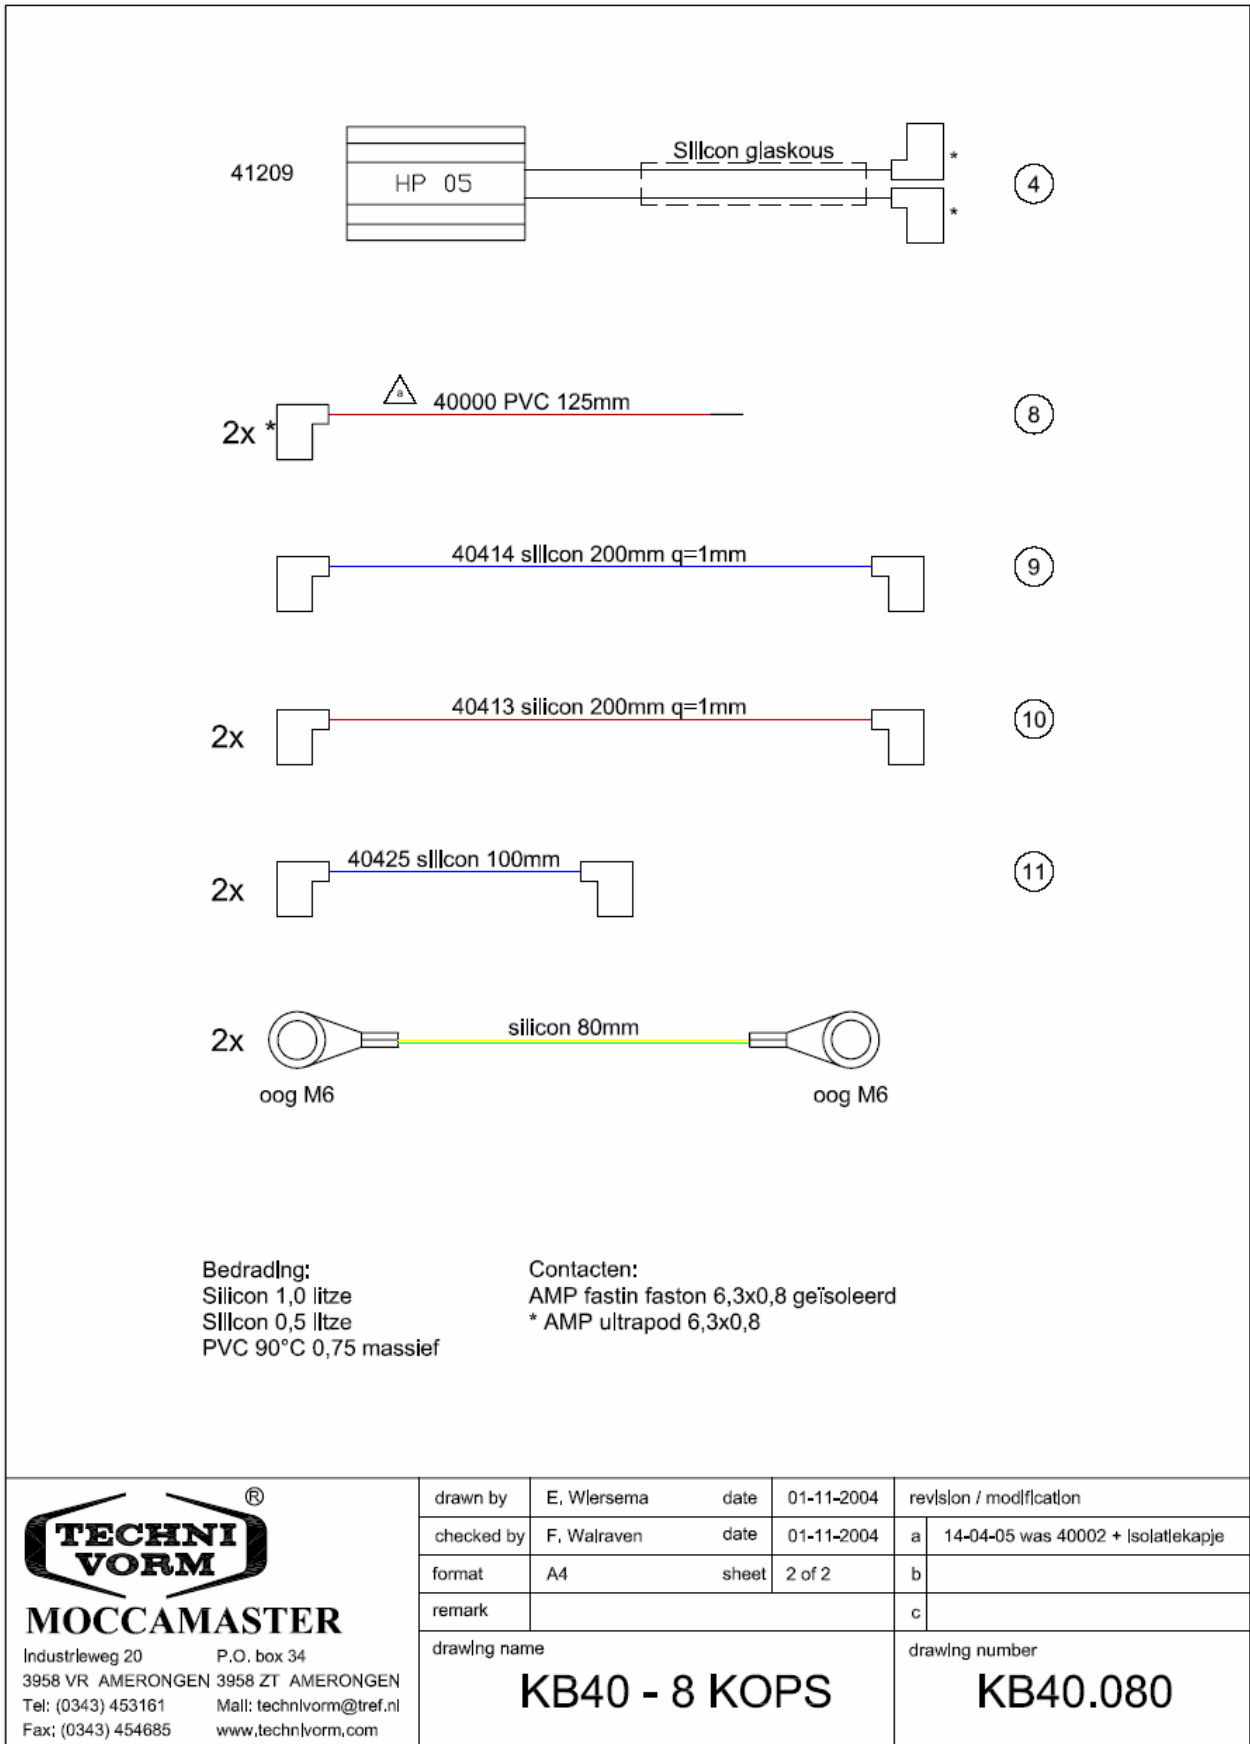 41209
HP 05
Silicon glaskous
*
*
4
a
40000 PVC 125mm
2x *
8
40414 silicon 200mm q=1mm
9
40413 silicon 200mm q=1mm
2x
10
40425 silicon 100mm
2x
11
silicon 80mm
2x
oog M6
oog M6
Bedrading:
Silicon 1,0 litze
Silicon 0,5 litze
PVC 90°C 0,75 massief
Contacten:
AMP fastin faston 6,3x0,8 geïsoleerd
* AMP ultrapod 6,3x0,8
®
TECHNI
VORM
MOCCAMASTER
Industrieweg 20 P.O. box 34
3958 VR AMERONGEN 3958 ZT AMERONGEN
Tel: (0343) 453161 Mail: technivorm@tref.nl
Fax: (0343) 454685 www.technivorm.com
drawn by E. Wiersema date 01-11-2004
checked by F. Walraven date 01-11-2004
format A4 sheet 2 of 2
remark
drawing name
KB40 - 8 KOPS
revision / modification
a 14-04-05 was 40002 + isolatiekapje
b
c
drawing number
KB40.080